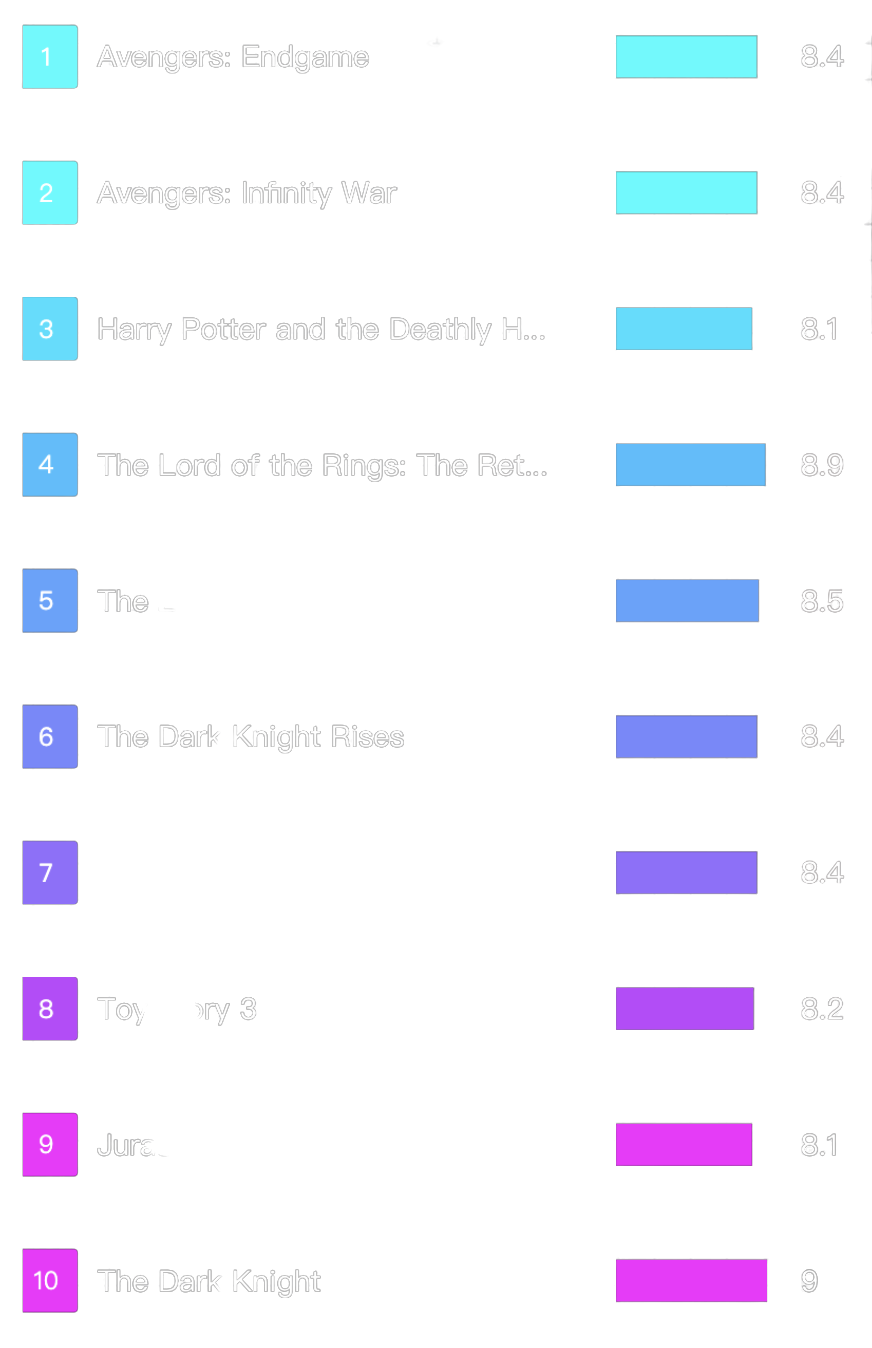 1 Avengers: Endgame 8.4
2 Avengers: Infinity War 8.4
3 Harry Potter and the Deathly H... 8.1
4 The Lord of the Rings: The Ret... 8.9
5 The 8.5
6 The Dark Knight Rises 8.4
7 8.4
8 3 8.2
9 8.1
10 The Dark Knight 9